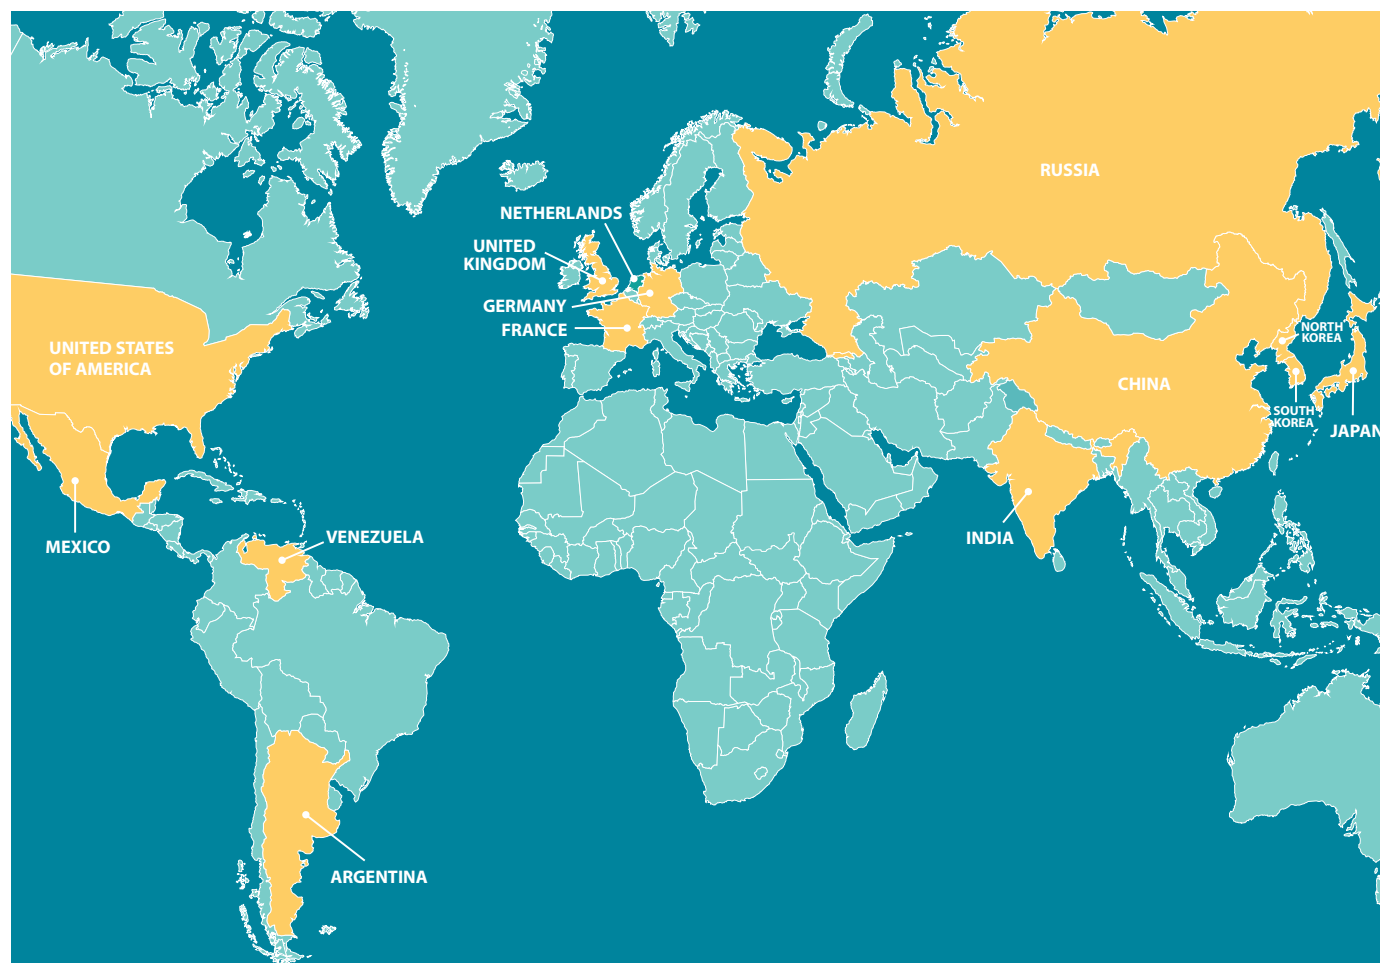 RUSSIA
NETHERLANDS
UNITED
KINGDOM
GERMANY
FRANCE
UNITED STATES
OF AMERICA
NORTH
KOREA
CHINA
SOUTH
KOREA
JAPAN
MEXICO
VENEZUELA
INDIA
ARGENTINA